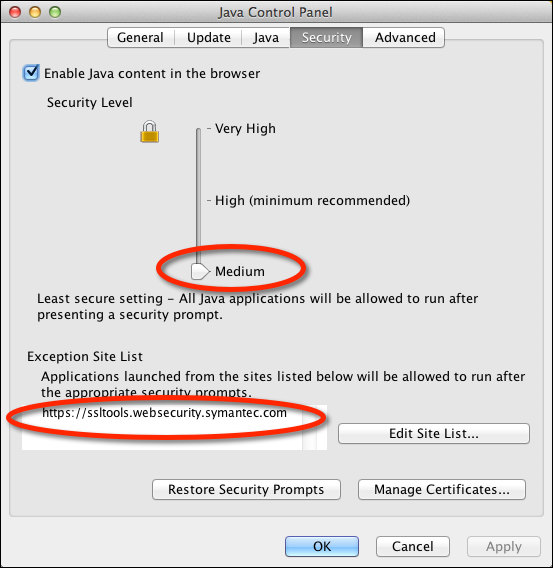 Java Control Panel
General Update Java Security Advanced
Enable Java content in the browser
Security Level
- Very High
- High (minimum recommended)
Medium
Least secure setting – All Java applications will be allowed to run after
presenting a security prompt.
Exception Site List
Applications launched from the sites listed below will be allowed to run after
the appropriate security prompts.
https://ssltools.websecurity.symantec.com
Edit Site List...
Restore Security Prompts Manage Certificates...
OK Cancel Apply